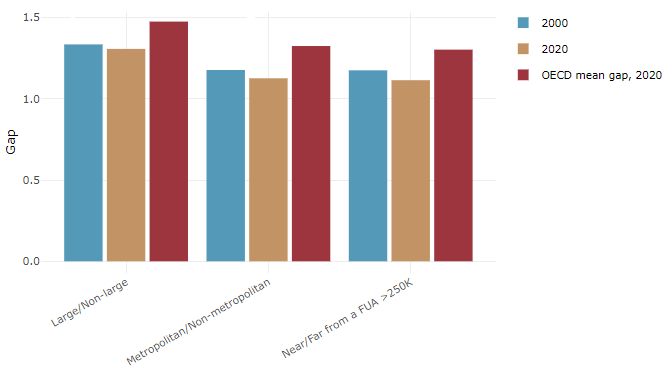 1.5
1.0
0.5
0.0
Gap
Large/Non-large
Metropolitan/Non-metropolitan
Near/Far from a FUA >250K
2000
2020
OECD mean gap, 2020